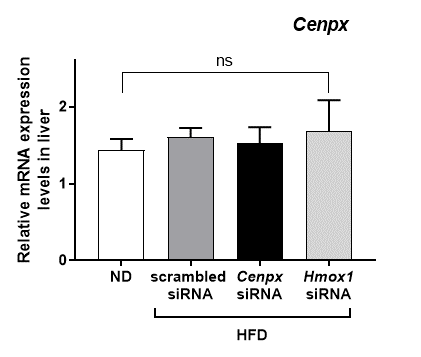 Cenpx
ns
Relative mRNA expression
levels in liver
2
1
0
ND
scrambled
siRNA
Cenpx
siRNA
Hmox1
siRNA
HFD